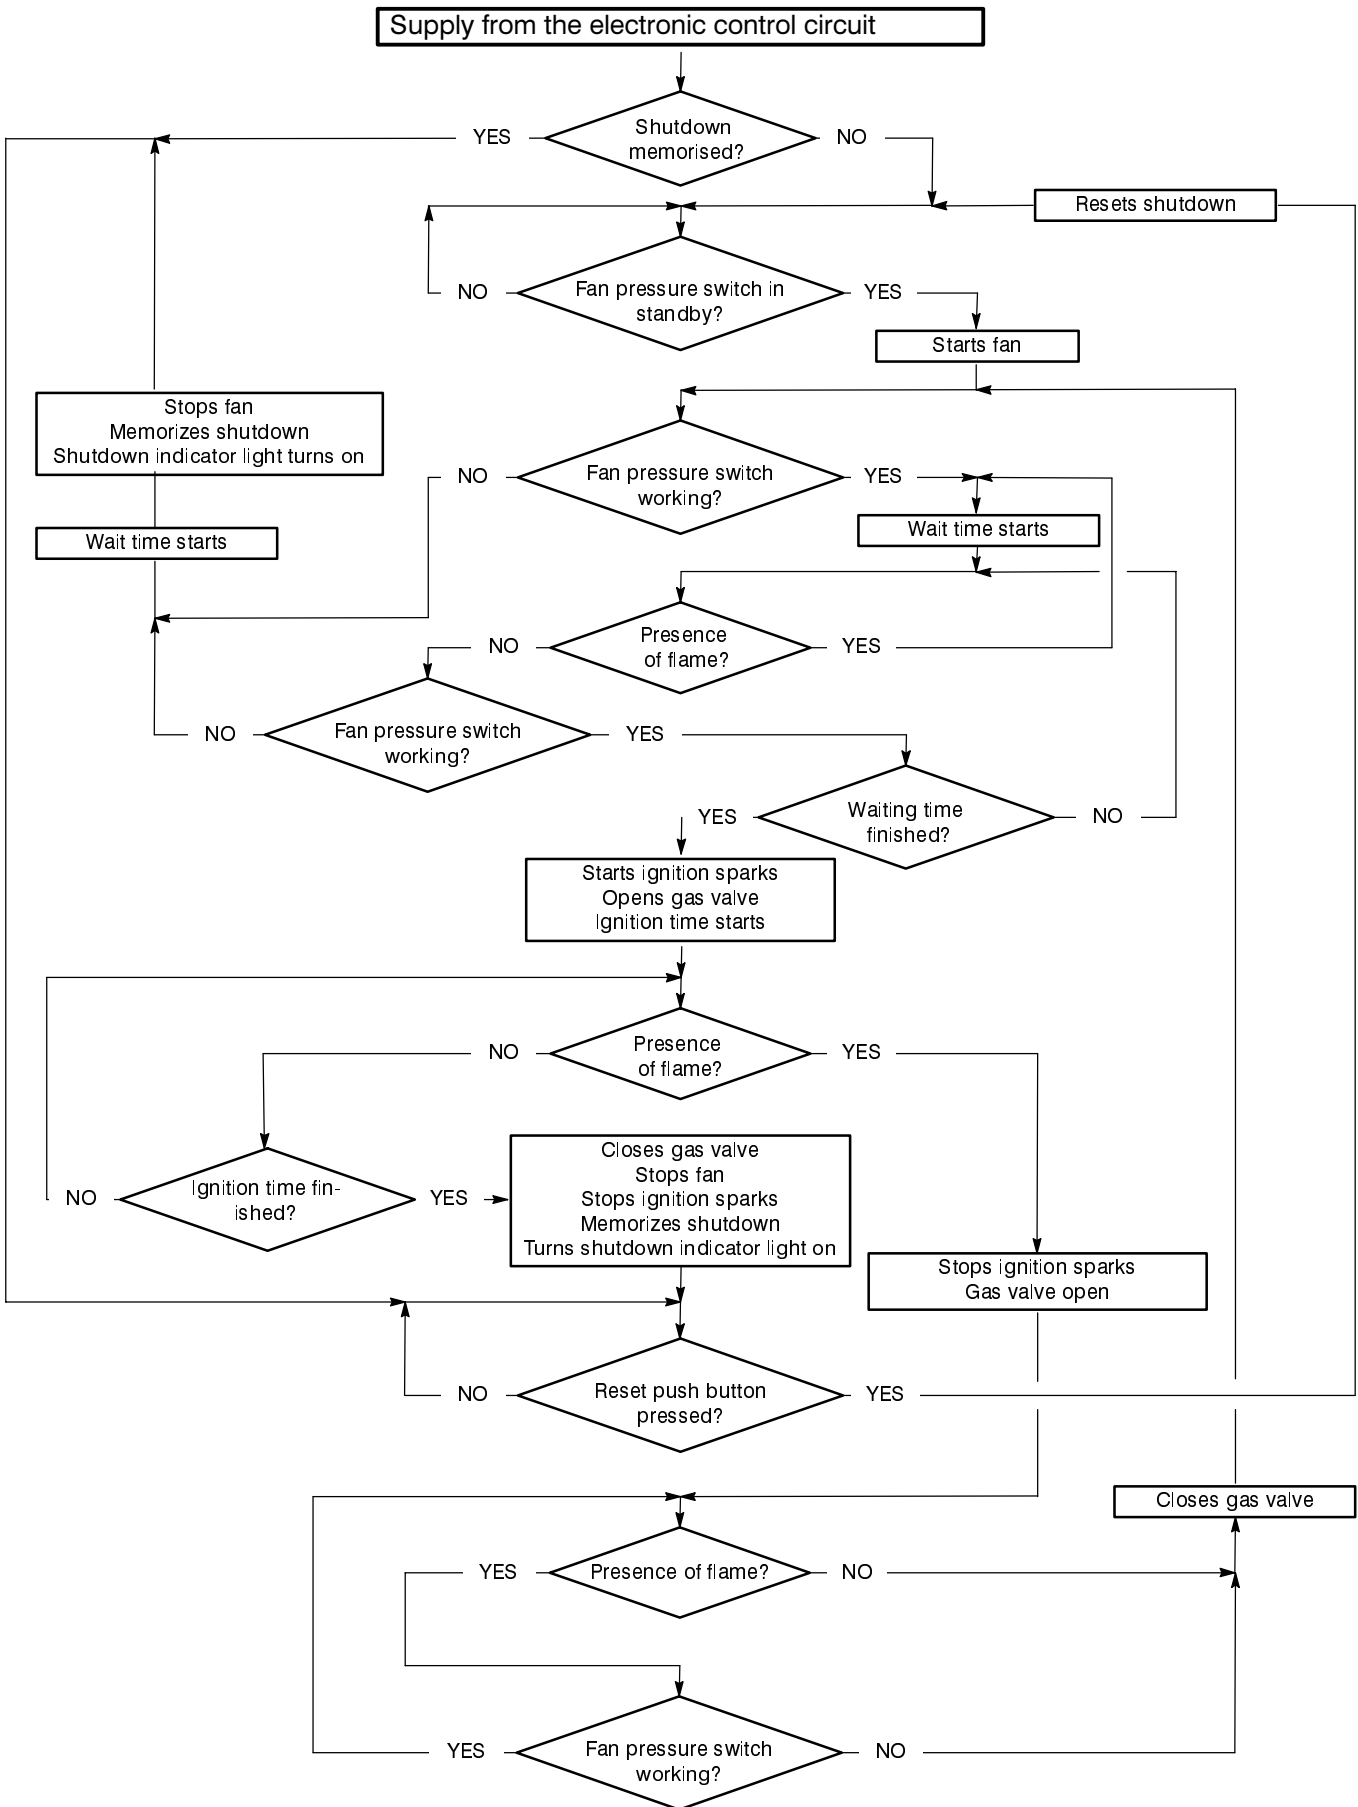 Supply from the electronic control circuit
Shutdown
memorised?
YES
NO
Resets shutdown
Fan pressure switch in
standby?
NO
YES
Starts fan
Stops fan
Memorizes shutdown
Shutdown indicator light turns on
Fan pressure switch
working?
NO
YES
Wait time starts
Wait time starts
Presence
of flame?
NO
YES
Fan pressure switch
working?
NO
YES
Waiting time
finished?
YES
NO
Starts ignition sparks
Opens gas valve
Ignition time starts
Presence
of flame?
NO
YES
Ignition time fin-
ished?
NO
YES
Closes gas valve
Stops fan
Stops ignition sparks
Memorizes shutdown
Turns shutdown indicator light on
Stops ignition sparks
Gas valve open
Reset push button
pressed?
NO
YES
Closes gas valve
Presence of flame?
YES
NO
Fan pressure switch
working?
YES
NO